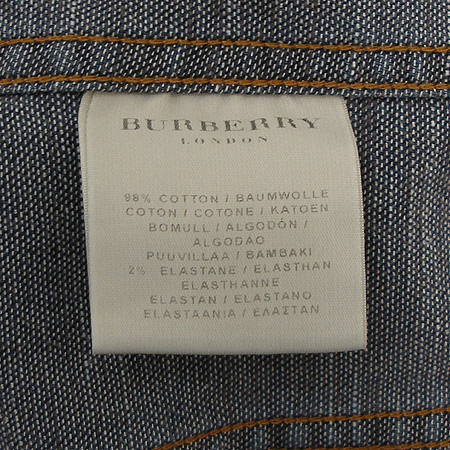 BURBERRY
LONDON
98% COTTON / BAUMWOLLE
COTON / COTONE / KATOEN
BOMULL / ALGODÓN /
ALGODAO
PUUVILLAA / BAMBAKI
2% ELASTANE / ELASTHAN
ELASTHANNE
ELASTAN / ELASTANO
ELASTAANIA / ΕΛΑΣΤΑΝ